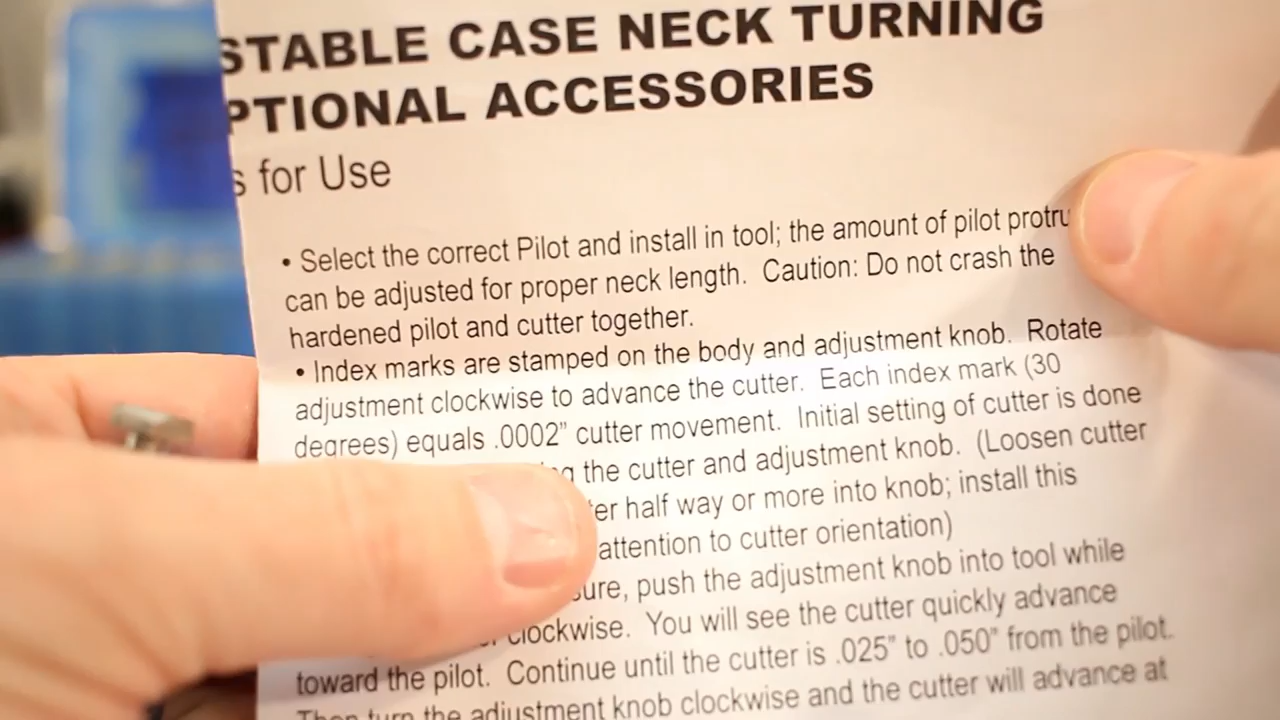 STABLE CASE NECK TURNING
PTIONAL ACCESSORIES
s for Use
• Select the correct Pilot and install in tool; the amount of pilot protru
can be adjusted for proper neck length. Caution: Do not crash the
hardened pilot and cutter together.
• Index marks are stamped on the body and adjustment knob. Rotate
adjustment clockwise to advance the cutter. Each index mark (30
degrees) equals .0002" cutter movement. Initial setting of cutter is done
the cutter and adjustment knob. (Loosen cutter
er half way or more into knob; install this
attention to cutter orientation)
sure, push the adjustment knob into tool while
clockwise. You will see the cutter quickly advance
toward the pilot. Continue until the cutter is .025" to .050" from the pilot.
Then turn the adjustment knob clockwise and the cutter will advance at